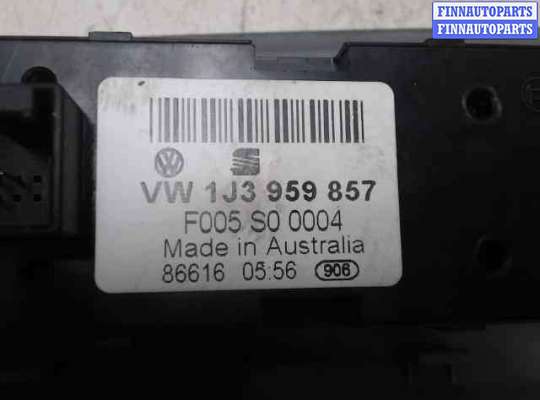 FINNAUTOPARTS
FINNAUTOPARTS
VW 1J3 959 857
F005 S0 0004
Made in Australia
86616 05:56 906